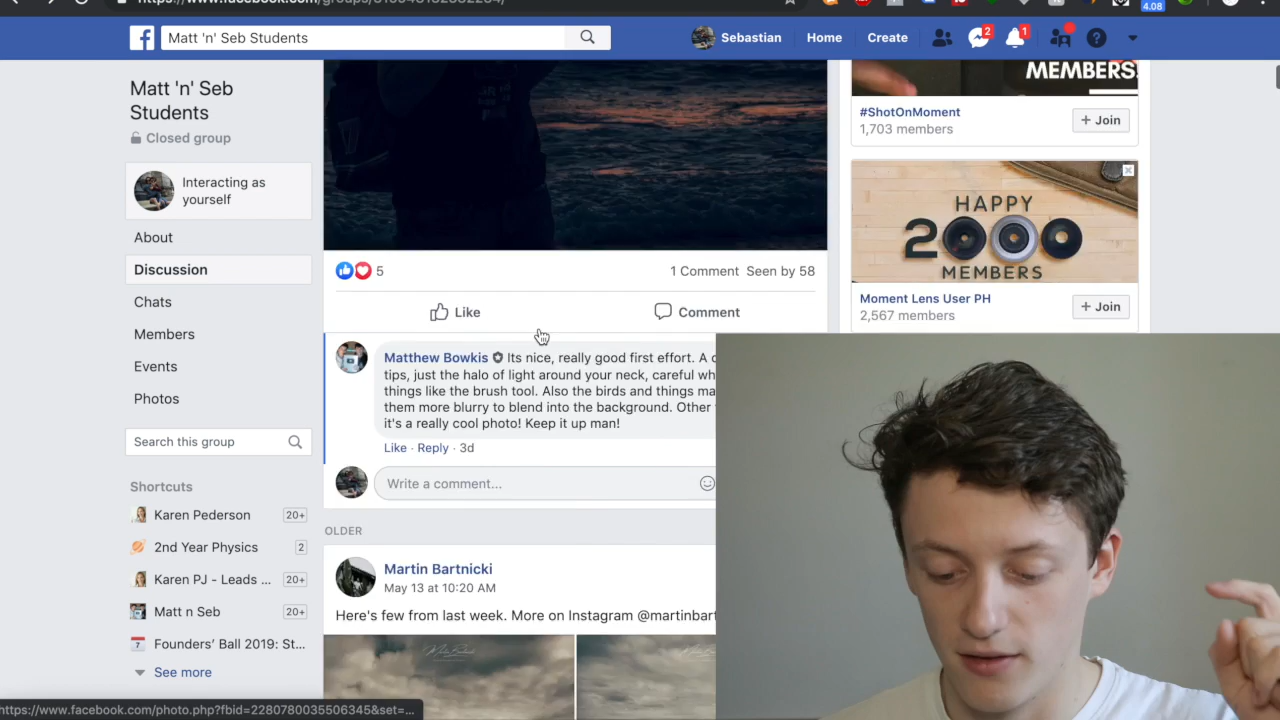 4.08
Matt 'n' Seb Students
Sebastian
Home
Create
2
1
Matt 'n' Seb
Students
Closed group
Interacting as
yourself
About
Discussion
Chats
Members
Events
Photos
Search this group
Shortcuts
Karen Pederson 20+
2nd Year Physics 2
Karen PJ - Leads ... 20+
Matt n Seb 20+
7 Founders' Ball 2019: St...
See more
https://www.facebook.com/photo.php?fbid=2280780035506345&set=...
5
1 Comment Seen by 58
Like
Comment
Matthew Bowkis Its nice, really good first effort. A
tips, just the halo of light around your neck, careful
things like the brush tool. Also the birds and things
them more blurry to blend into the background. Other
it's a really cool photo! Keep it up man!
Like · Reply · 3d
Write a comment...
OLDER
Martin Bartnicki
May 13 at 10:20 AM
Here's few from last week. More on Instagram
MEMBERS!
#ShotOnMoment
1,703 members
+ Join
HAPPY
2000
MEMBERS
Moment Lens User PH
2,567 members
+ Join